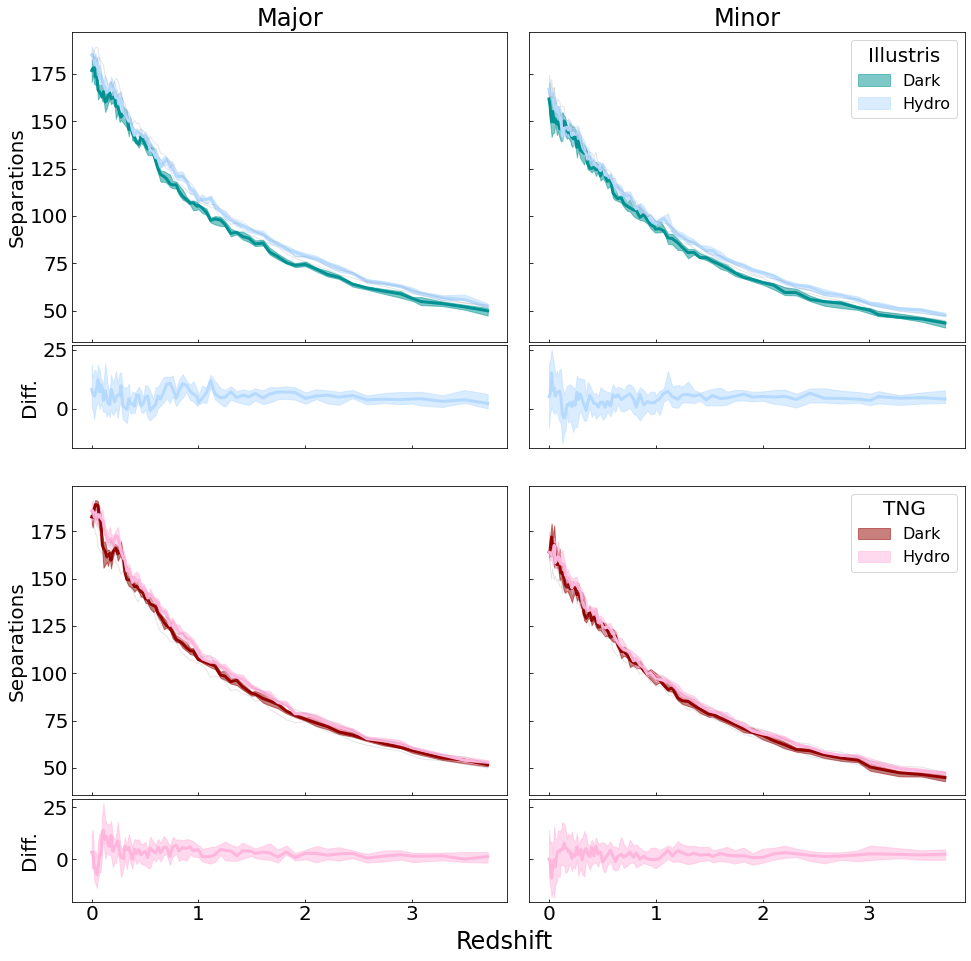 Major
Minor
Separations
175
150
125
100
75
50
Illustris
Dark
Hydro
Diff.
25
0
Separations
175
150
125
100
75
50
TNG
Dark
Hydro
Diff.
25
0
0 1 2 3
0 1 2 3
Redshift